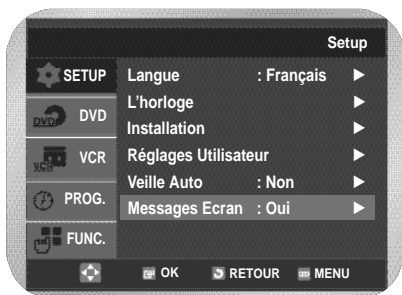 Setup
SETUP
DVD
VCR
PROG.
FUNC.
Langue : Français
L'horloge
Installation
Réglages Utilisateur
Veille Auto : Non
Messages Ecran : Oui
OK RETOUR MENU